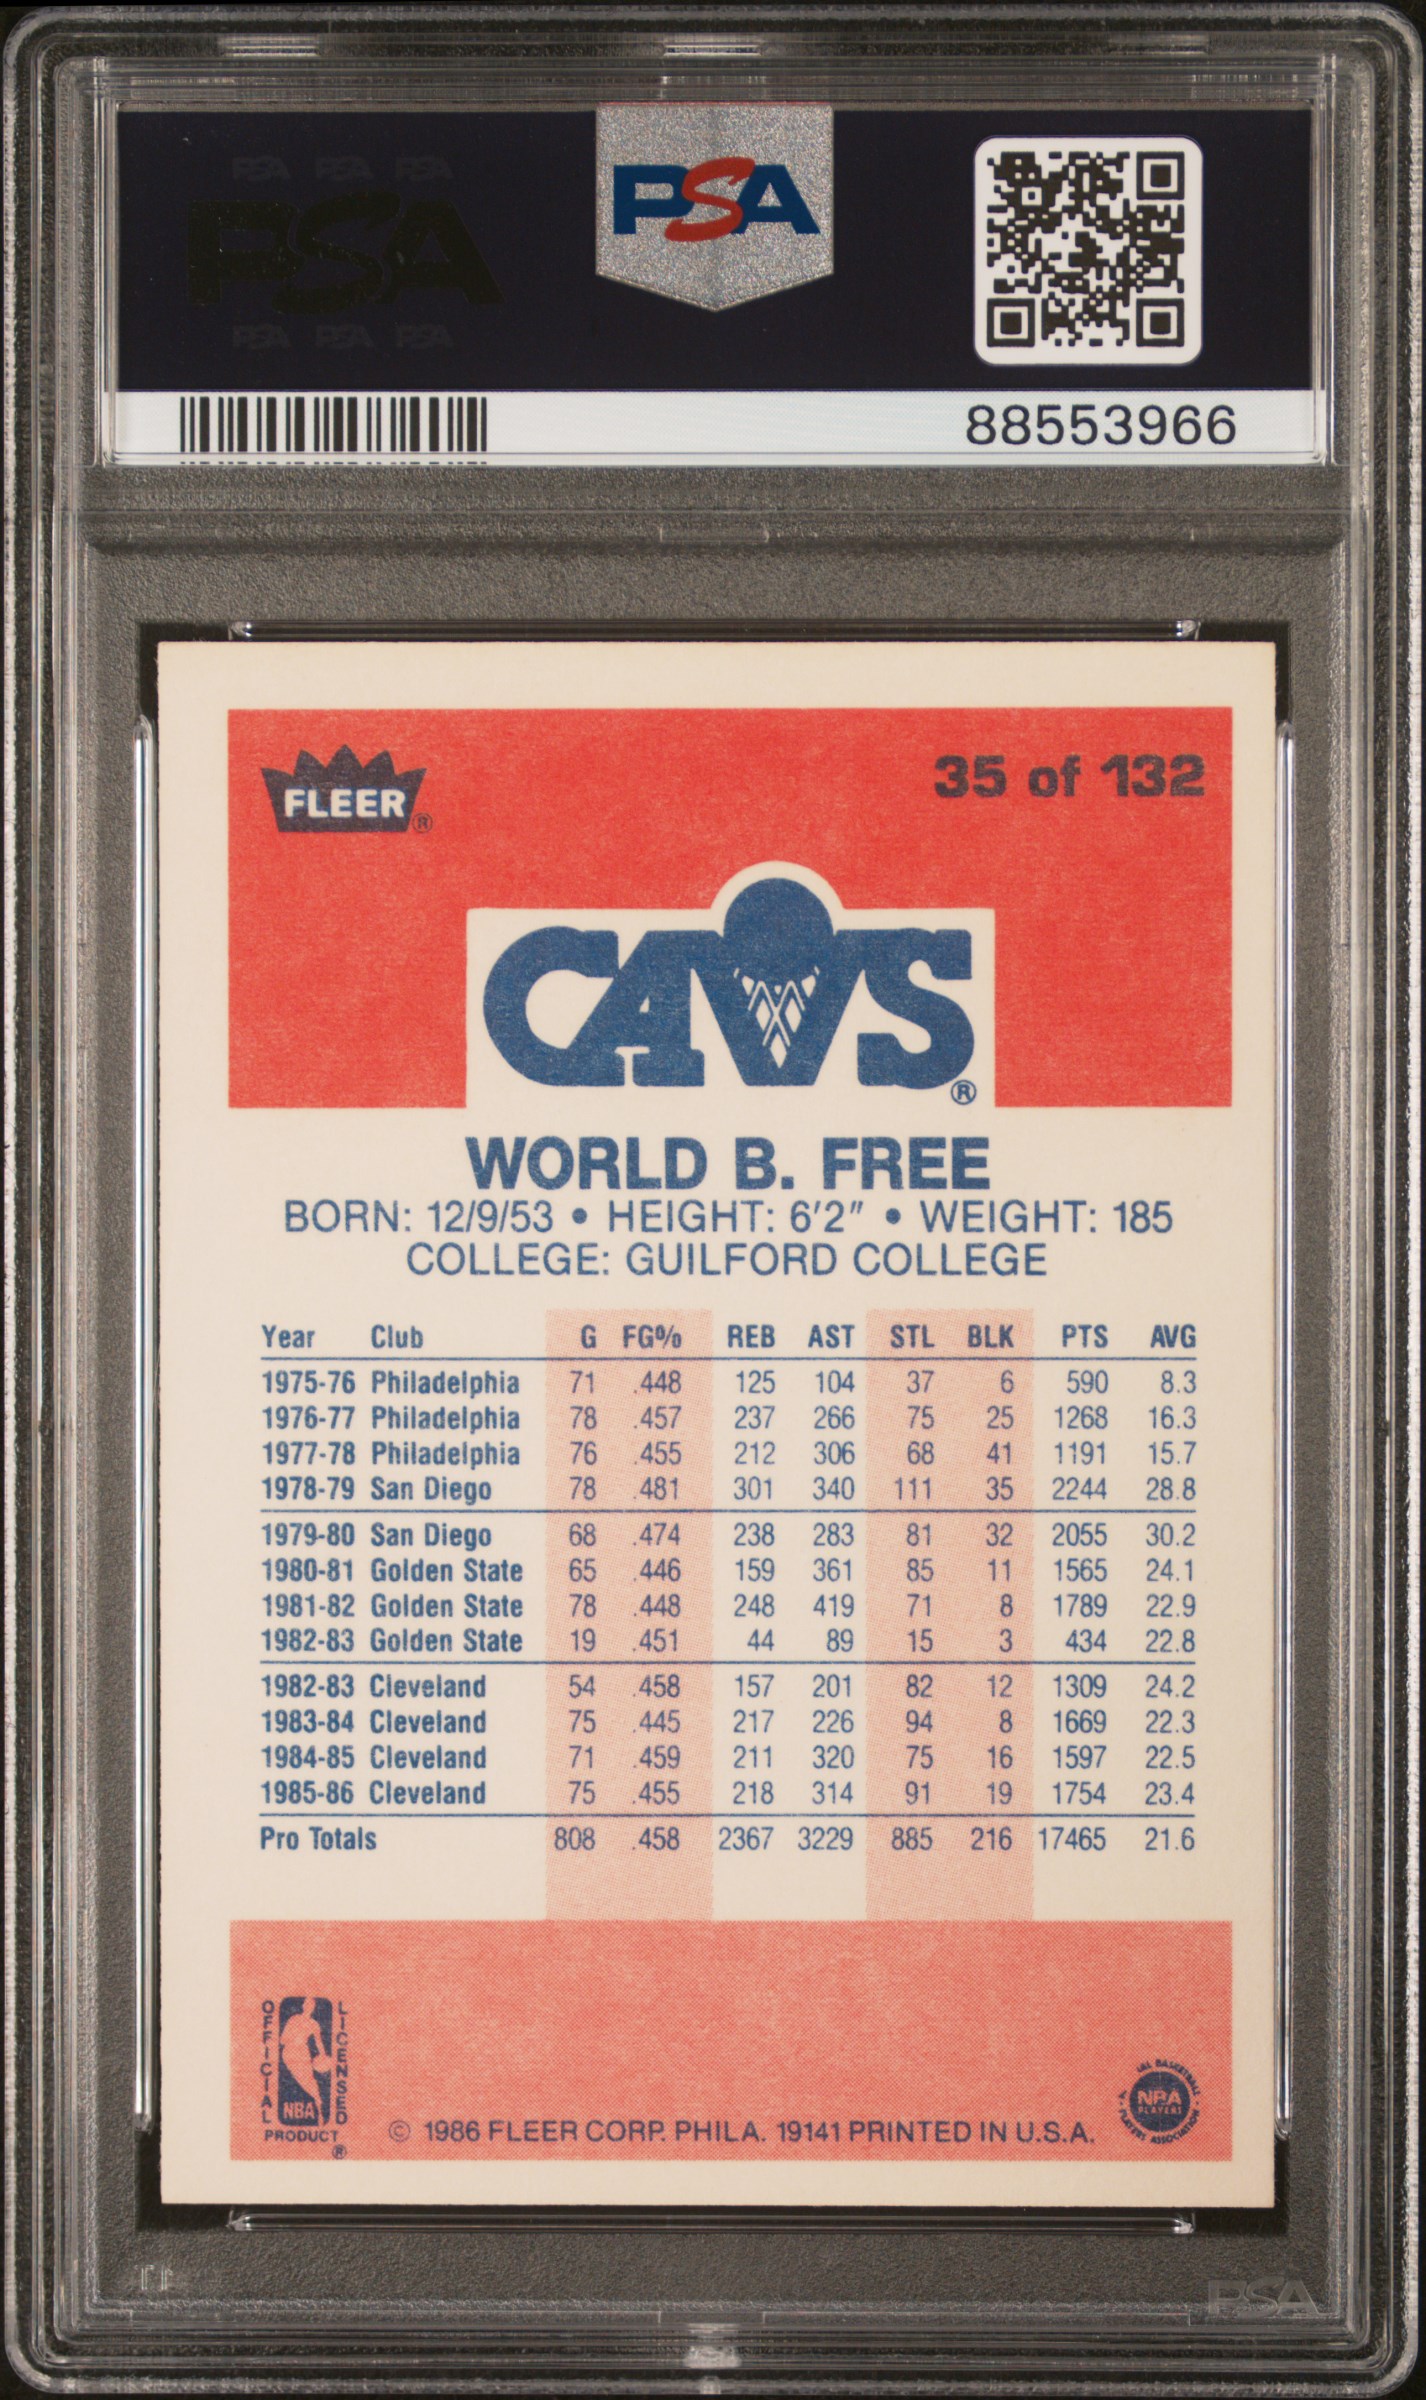 PSA PSA PSA
PSA
PSA PSA PSA
PSA
88553966
FLEER®
35 of 132
CAVS®
WORLD B. FREE
BORN: 12/9/53 • HEIGHT: 6'2" • WEIGHT: 185
COLLEGE: GUILFORD COLLEGE
Year Club G FG% REB AST STL BLK PTS AVG
1975-76 Philadelphia 71 .448 125 104 37 6 590 8.3
1976-77 Philadelphia 78 .457 237 266 75 25 1268 16.3
1977-78 Philadelphia 76 .455 212 306 68 41 1191 15.7
1978-79 San Diego 78 .481 301 340 111 35 2244 28.8
1979-80 San Diego 68 .474 238 283 81 32 2055 30.2
1980-81 Golden State 65 .446 159 361 85 11 1565 24.1
1981-82 Golden State 78 .448 248 419 71 8 1789 22.9
1982-83 Golden State 19 .451 44 89 15 3 434 22.8
1982-83 Cleveland 54 .458 157 201 82 12 1309 24.2
1983-84 Cleveland 75 .445 217 226 94 8 1669 22.3
1984-85 Cleveland 71 .459 211 320 75 16 1597 22.5
1985-86 Cleveland 75 .455 218 314 91 19 1754 23.4
Pro Totals 808 .458 2367 3229 885 216 17465 21.6
OFFICIAL LICENSED
NBA
PRODUCT ®
© 1986 FLEER CORP. PHILA. 19141 PRINTED IN U.S.A.
BASKETBALL
PLAYERS
PLAYERS ASSOCIATION
PSA